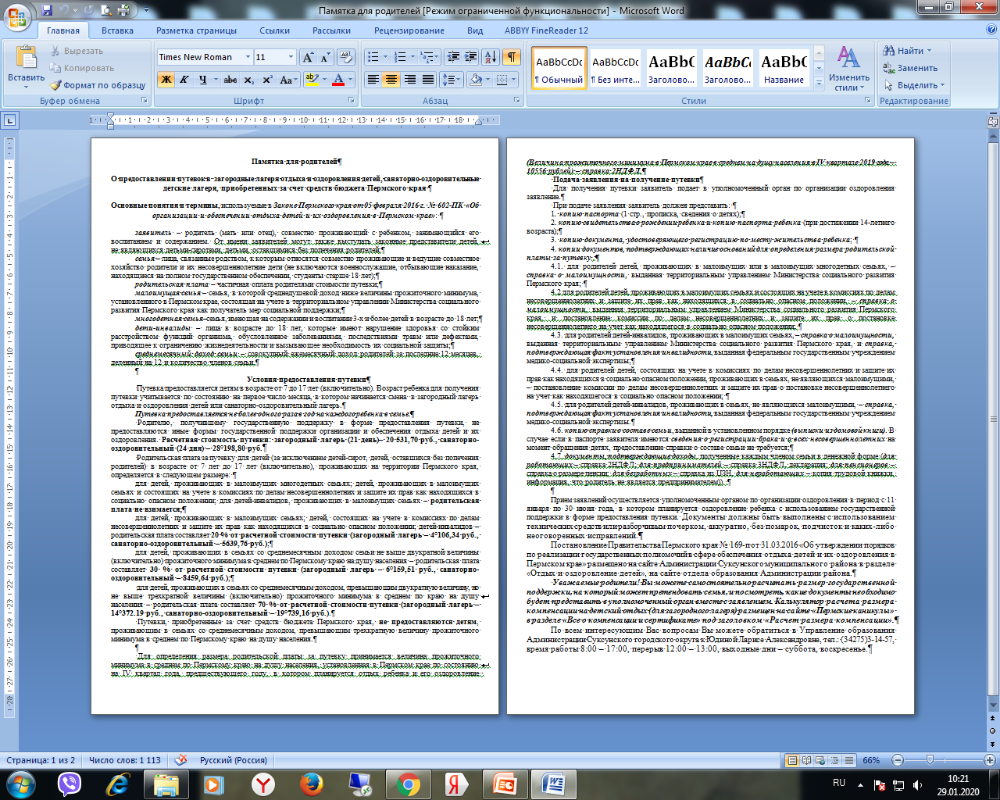 Памятка для родителей [Режим ограниченной функциональности] - Microsoft Word
Главная Вставка Разметка страницы Ссылки Рассылки Рецензирование Вид ABBYY FineReader 12
Вставить
Вырезать
Копировать
Формат по образцу
Буфер обмена
Times New Roman 11
Ж К Ч abc x₂ x² Aa
Шрифт
Абзац
АаВbСсDс АаВbСсDс АаВbС АаВbСс АаВbС
¶ Обычный ¶ Без инте... Заголово... Заголово... Название
Изменить стили
Стили
Найти
Заменить
Выделить
Редактирование
Памятка для родителей¶
О предоставлении путевок в загородные лагеря отдыха и оздоровления детей, санаторно-оздоровительные
детские лагеря, приобретенных за счет средств бюджета Пермского края ¶
Основные понятия и термины, используемые в Законе Пермского края от 05 февраля 2016 г. № 602-ПК «Об
организации и обеспечении отдыха детей и их оздоровления в Пермском крае»: ¶
заявитель – родитель (мать или отец), совместно проживающий с ребенком, занимающийся его
воспитанием и содержанием. От имени заявителей могут также выступать законные представители детей,
не являющихся детьми-сиротами, детьми, оставшимися без попечения родителей;¶
семья – лица, связанные родством, к которым относятся совместно проживающие и ведущие совместное
хозяйство родители и их несовершеннолетние дети (не включаются военнослужащие, отбывающие наказание,
находящиеся на полном государственном обеспечении, студенты старше 18 лет);¶
родительская плата – частичная оплата родителями стоимости путевки;¶
малоимущая семья – семья, в которой среднедушевой доход ниже величины прожиточного минимума,
установленного в Пермском крае, состоящая на учете в территориальном управлении Министерства социального
развития Пермского края как получатель мер социальной поддержки;¶
многодетная семья – семья, имеющая на содержании и воспитании 3-х и более детей в возрасте до 18 лет;¶
дети-инвалиды – лица в возрасте до 18 лет, которые имеют нарушение здоровья со стойким
расстройством функций организма, обусловленное заболеваниями, последствиями травм или дефектами,
приводящее к ограничению жизнедеятельности и вызывающее необходимость их социальной защиты;¶
среднемесячный доход семьи – совокупный ежемесячный доход родителей за последние 12 месяцев,
деленный на 12 и количество членов семьи.¶
¶
Условия предоставления путевки¶
Путевка предоставляется детям в возрасте от 7 до 17 лет (включительно). Возраст ребенка для получения
путевки учитывается по состоянию на первое число месяца, в котором начинается смена в загородный лагерь
отдыха и оздоровления детей или санаторно-оздоровительный лагерь.¶
Путевка предоставляется не более одного раза в год на каждого ребенка в семье.¶
Родителю, получившему государственную поддержку в форме предоставления путевки, не
предоставляются иные формы государственной поддержки организации и обеспечения отдыха детей и их
оздоровления. Расчетная стоимость путевки: загородный лагерь (21 день) – 20 531,70 руб., санаторно-
оздоровительный (24 дня) – 28°198,80 руб.¶
Родительская плата за путевку для детей (за исключением детей-сирот, детей, оставшихся без попечения
родителей) в возрасте от 7 лет до 17 лет (включительно), проживающих на территории Пермского края,
определяется в следующем размере: ¶
для детей, проживающих в малоимущих многодетных семьях; детей, проживающих в малоимущих
семьях и состоящих на учете в комиссиях по делам несовершеннолетних и защите их прав как находящихся в
социально опасном положении; для детей-инвалидов, проживающих в малоимущих семьях – родительская
плата не взимается;¶
для детей, проживающих в малоимущих семьях; детей, состоящих на учете в комиссиях по делам
несовершеннолетних и защите их прав как находящихся в социально опасном положении; детей-инвалидов –
родительская плата составляет 20 % от расчетной стоимости путевки (загородный лагерь – 4°106,34 руб.,
санаторно-оздоровительный – 5639,76 руб.);¶
для детей, проживающих в семьях со среднемесячным доходом семьи не выше двукратной величины
(включительно) прожиточного минимума в среднем по Пермскому краю на душу населения – родительская плата
составляет 30 % от расчетной стоимости путевки (загородный лагерь – 6°159,51 руб., санаторно-
оздоровительный – 8459,64 руб.);¶
для детей, проживающих в семьях со среднемесячным доходом, превышающим двукратную величину, но
не выше трехкратной величины (включительно) прожиточного минимума в среднем по краю на душу
населения – родительская плата составляет 70 % от расчетной стоимости путевки (загородный лагерь –
14°372.19 руб., санаторно-оздоровительный – 19°739,16 руб.).¶
Путевки, приобретенные за счет средств бюджета Пермского края, не предоставляются детям,
проживающим в семьях со среднемесячным доходом, превышающим трехкратную величину прожиточного
минимума в среднем по Пермскому краю на душу населения.¶
¶
Для определения размера родительской платы за путевку принимается величина прожиточного
минимума в среднем по Пермскому краю на душу населения, установленная в Пермском крае по состоянию
на IV квартал года, предшествующего году, в котором планируется отдых ребенка и его оздоровление
(Величина прожиточного минимума в Пермском крае в среднем на душу населения в IV квартале 2019 года –
10556 рублей) – справка 2НДФЛ.¶
Подача заявления на получение путевки¶
Для получения путевки заявитель подает в уполномоченный орган по организации оздоровления
заявление.¶
При подаче заявления заявитель должен представить: ¶
1. копию паспорта (1 стр., прописка, сведения о детях);¶
2. копию свидетельства о рождении ребенка и копию паспорта ребенка (при достижении 14-летнего
возраста);¶
3. копию документа, удостоверяющего регистрацию по месту жительства ребенка; ¶
4. копии документов, подтверждающих наличие оснований для определения размера родительской
платы за путевку:¶
4.1. для родителей детей, проживающих в малоимущих или в малоимущих многодетных семьях, –
справка о малоимущности, выданная территориальным управлением Министерства социального развития
Пермского края; ¶
4.2 для родителей детей, проживающих в малоимущих семьях и состоящих на учете в комиссиях по делам
несовершеннолетних и защите их прав как находящихся в социально опасном положении, – справка о
малоимущности, выданная территориальным управлением Министерства социального развития Пермского
края, и постановление комиссии по делам несовершеннолетних и защите их прав о постановке
несовершеннолетнего на учет как находящегося в социально опасном положении;¶
4.3. для родителей детей-инвалидов, проживающих в малоимущих семьях, – справка о малоимущности,
выданная территориальным управлением Министерства социального развития Пермского края, и справка,
подтверждающая факт установления инвалидности, выданная федеральным государственным учреждением
медико-социальной экспертизы;¶
4.4. для родителей детей, состоящих на учете в комиссиях по делам несовершеннолетних и защите их
прав как находящихся в социально опасном положении, проживающих в семьях, не являющихся малоимущими,
– постановление комиссии по делам несовершеннолетних и защите их прав о постановке несовершеннолетнего
на учет как находящегося в социально опасном положении; ¶
4.5. для родителей детей-инвалидов, проживающих в семьях, не являющихся малоимущими, – справка,
подтверждающая факт установления инвалидности, выданная федеральным государственным учреждением
медико-социальной экспертизы.¶
4.6. копию справки о составе семьи, выданной в установленном порядке (выписки из домовой книги). В
случае если в паспорте заявителя имеются сведения о регистрации брака и о всех несовершеннолетних на
момент обращения детях, предоставление справки о составе семьи не требуется;¶
4.7. документы, подтверждающие доходы, полученные каждым членом семьи в денежной форме (для
работающих – справка 2НДФЛ; для предпринимателей – справка 3НДФЛ, декларация; для пенсионеров –
справка о размере пенсии; для безработных – справка из ЦЗН, для неработающих – копия трудовой книжки,
информация, что родитель не является предпринимателем)).¶
¶
Прием заявлений осуществляется уполномоченным органом по организации оздоровления в период с 11
января по 30 июня года, в котором планируется оздоровление ребенка с использованием государственной
поддержки в форме предоставления путевки. Документы должны быть выполнены с использованием
технических средств или разборчивым почерком, аккуратно, без помарок, подчисток и каких-либо
неоговоренных исправлений.¶
Постановление Правительства Пермского края № 169-п от 31.03.2016 «Об утверждении порядков
по реализации государственных полномочий в сфере обеспечения отдыха детей и их оздоровления в
Пермском крае» размещено на сайте Администрации Суксунского муниципального района в разделе
«Отдых и оздоровление детей», на сайте отдела образования Администрации района.¶
Уважаемые родители! Вы можете самостоятельно расчитать размер государственной
поддержки, на который может претендовать семья, и посмотреть, какие документы необходимо
будет представить в уполномоченный орган вместе с заявлением. Калькулятор расчета размера
компенсации на детский отдых (для загородного лагеря) размещен на сайте «Пермские каникулы»
в разделе «Все о компенсации и сертификате» под заголовком «Расчет размера компенсации».¶
По всем интересующим Вас вопросам Вы можете обратиться в Управление образования
Администрации Суксунского городского округа к Юдиной Ларисе Александровне, тел.: (34275)3-14-57,
время работы 8:00 – 17:00, перерыв 12:00 – 13:00, выходные дни – суббота, воскресенье.¶
Страница: 1 из 2 Число слов: 1 113 Русский (Россия) 66%
RU 10:21
29.01.2020